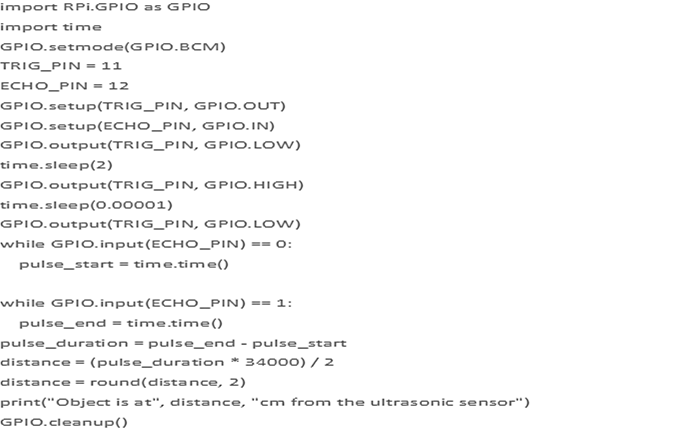 import RPi.GPIO as GPIO
import time
GPIO.setmode(GPIO.BCM)
TRIG_PIN = 11
ECHO_PIN = 12
GPIO.setup(TRIG_PIN, GPIO.OUT)
GPIO.setup(ECHO_PIN, GPIO.IN)
GPIO.output(TRIG_PIN, GPIO.LOW)
time.sleep(2)
GPIO.output(TRIG_PIN, GPIO.HIGH)
time.sleep(0.00001)
GPIO.output(TRIG_PIN, GPIO.LOW)
while GPIO.input(ECHO_PIN) == 0:
    pulse_start = time.time()

while GPIO.input(ECHO_PIN) == 1:
    pulse_end = time.time()
pulse_duration = pulse_end - pulse_start
distance = (pulse_duration * 34000) / 2
distance = round(distance, 2)
print("Object is at", distance, "cm from the ultrasonic sensor")
GPIO.cleanup()